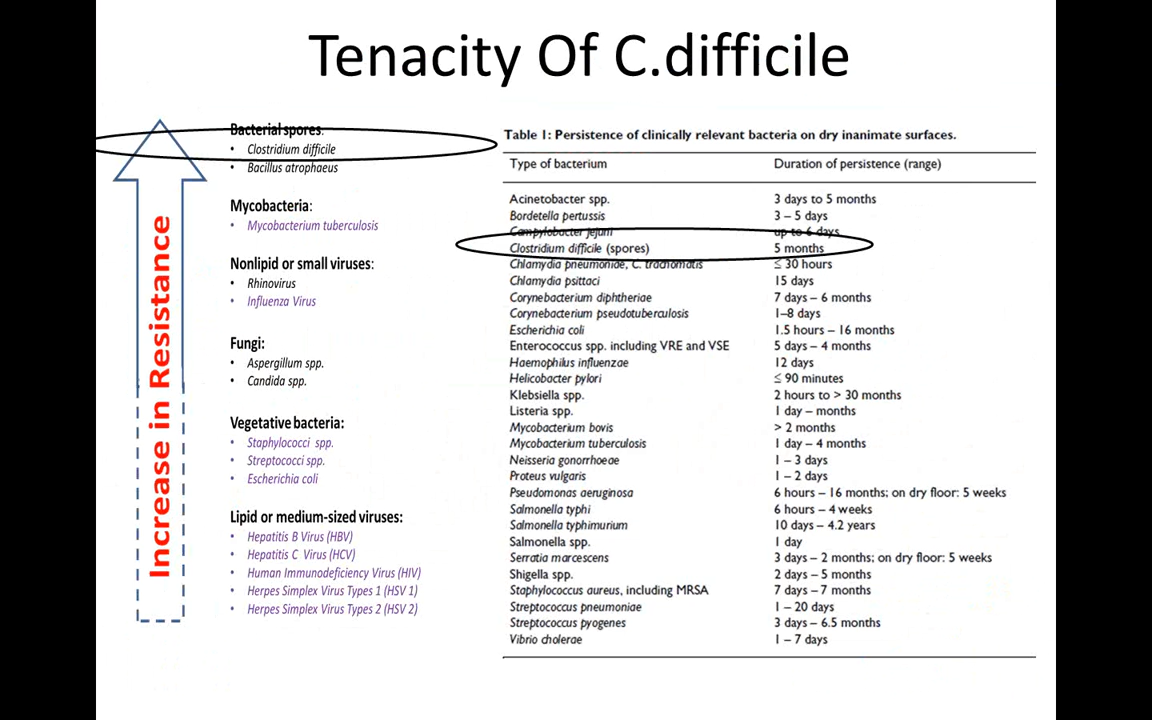 Tenacity Of C.difficile
Increase in Resistance
Bacterial spores:
• Clostridium difficile
• Bacillus atrophaeus
Mycobacteria:
• Mycobacterium tuberculosis
Nonlipid or small viruses:
• Rhinovirus
• Influenza Virus
Fungi:
• Aspergillum spp.
• Candida spp.
Vegetative bacteria:
• Staphylococci spp.
• Streptococci spp.
• Escherichia coli
Lipid or medium-sized viruses:
• Hepatitis B Virus (HBV)
• Hepatitis C Virus (HCV)
• Human Immunodeficiency Virus (HIV)
• Herpes Simplex Virus Types 1 (HSV 1)
• Herpes Simplex Virus Types 2 (HSV 2)
Table 1: Persistence of clinically relevant bacteria on dry inanimate surfaces.
Type of bacterium Duration of persistence (range)
Acinetobacter spp. 3 days to 5 months
Bordetella pertussis 3 – 5 days
Campylobacter jejuni up to 6 days
Clostridium difficile (spores) 5 months
Chlamydia pneumoniae, C. trachomatis ≤ 30 hours
Chlamydia psittaci 15 days
Corynebacterium diphtheriae 7 days – 6 months
Corynebacterium pseudotuberculosis 1–8 days
Escherichia coli 1.5 hours – 16 months
Enterococcus spp. including VRE and VSE 5 days – 4 months
Haemophilus influenzae 12 days
Helicobacter pylori ≤ 90 minutes
Klebsiella spp. 2 hours to > 30 months
Listeria spp. 1 day – months
Mycobacterium bovis > 2 months
Mycobacterium tuberculosis 1 day – 4 months
Neisseria gonorrhoeae 1 – 3 days
Proteus vulgaris 1 – 2 days
Pseudomonas aeruginosa 6 hours – 16 months; on dry floor: 5 weeks
Salmonella typhi 6 hours – 4 weeks
Salmonella typhimurium 10 days – 4.2 years
Salmonella spp. 1 day
Serratia marcescens 3 days – 2 months; on dry floor: 5 weeks
Shigella spp. 2 days – 5 months
Staphylococcus aureus, including MRSA 7 days – 7 months
Streptococcus pneumoniae 1 – 20 days
Streptococcus pyogenes 3 days – 6.5 months
Vibrio cholerae 1 – 7 days